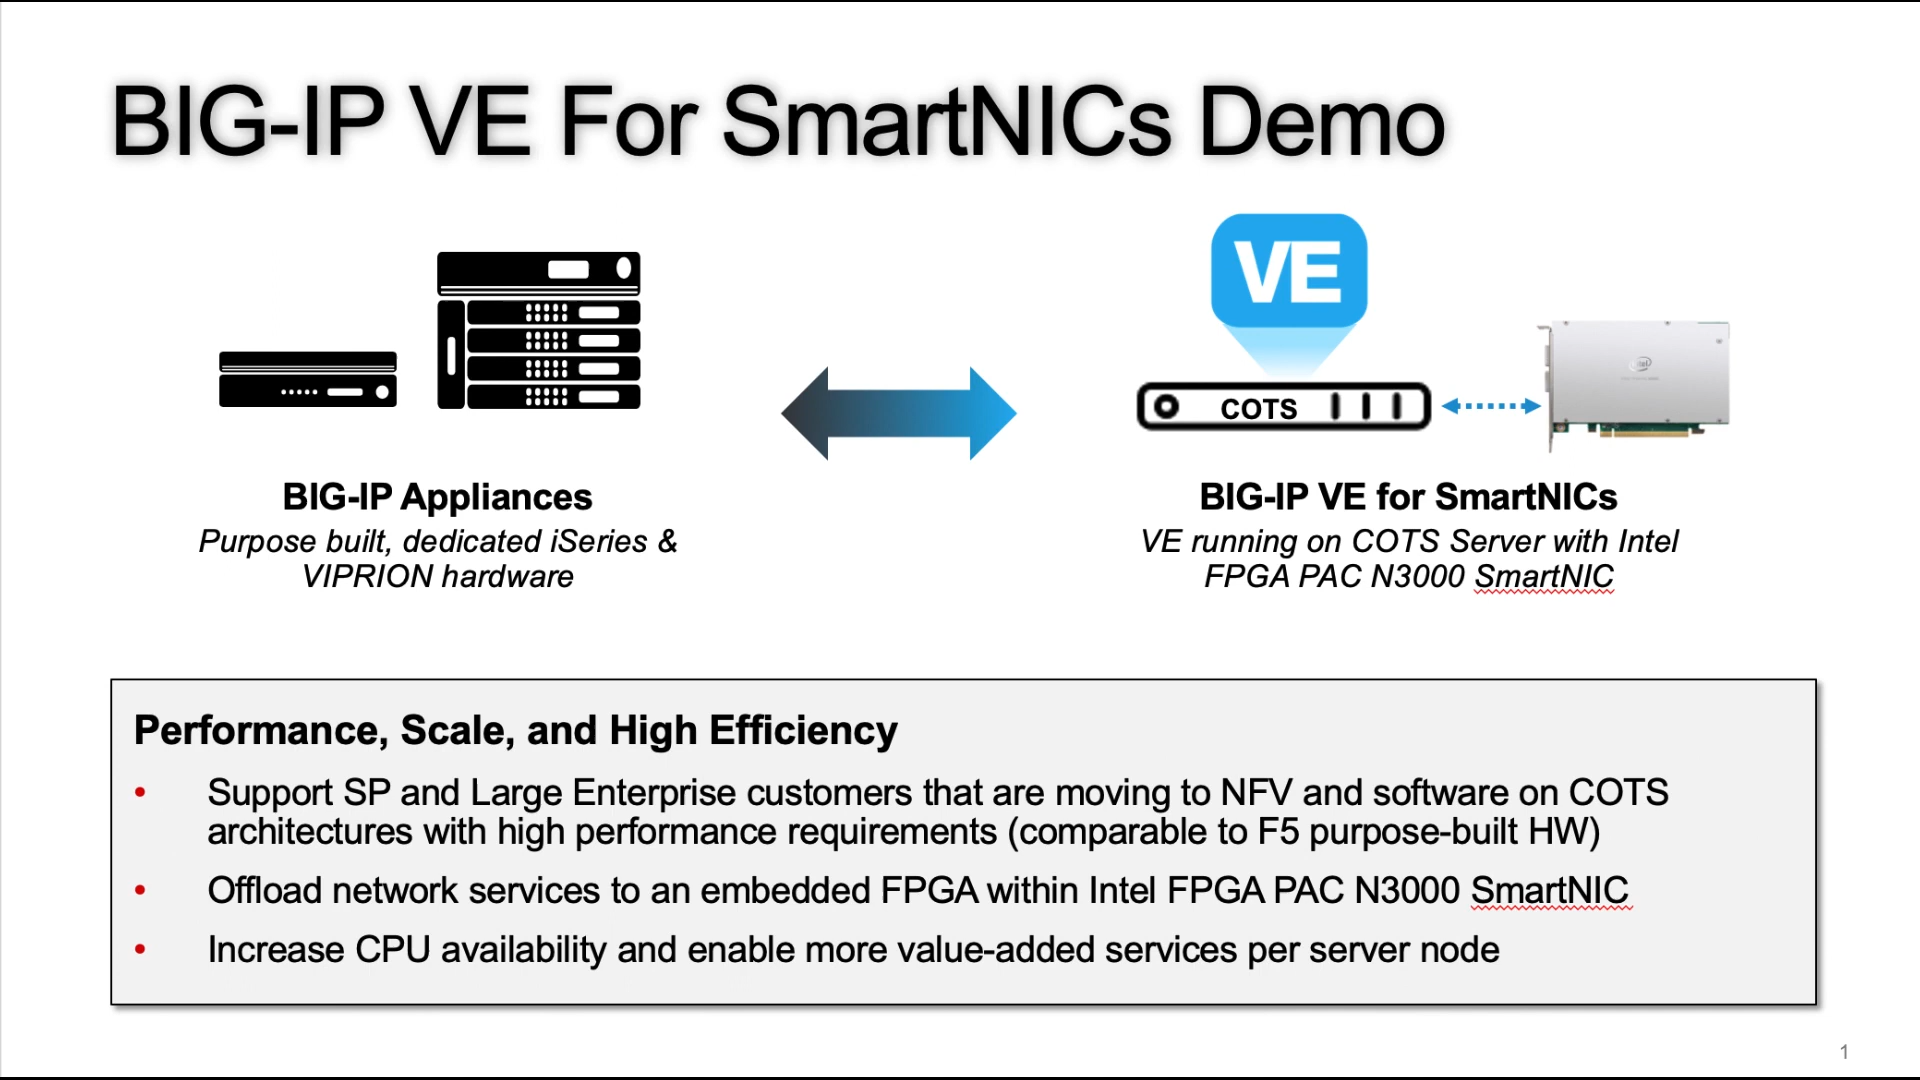 BIG-IP VE For SmartNICs Demo
VE
COTS
intel
BIG-IP Appliances
Purpose built, dedicated iSeries &
VIPRION hardware
BIG-IP VE for SmartNICs
VE running on COTS Server with Intel
FPGA PAC N3000 SmartNIC
Performance, Scale, and High Efficiency
• Support SP and Large Enterprise customers that are moving to NFV and software on COTS
architectures with high performance requirements (comparable to F5 purpose-built HW)
• Offload network services to an embedded FPGA within Intel FPGA PAC N3000 SmartNIC
• Increase CPU availability and enable more value-added services per server node
1